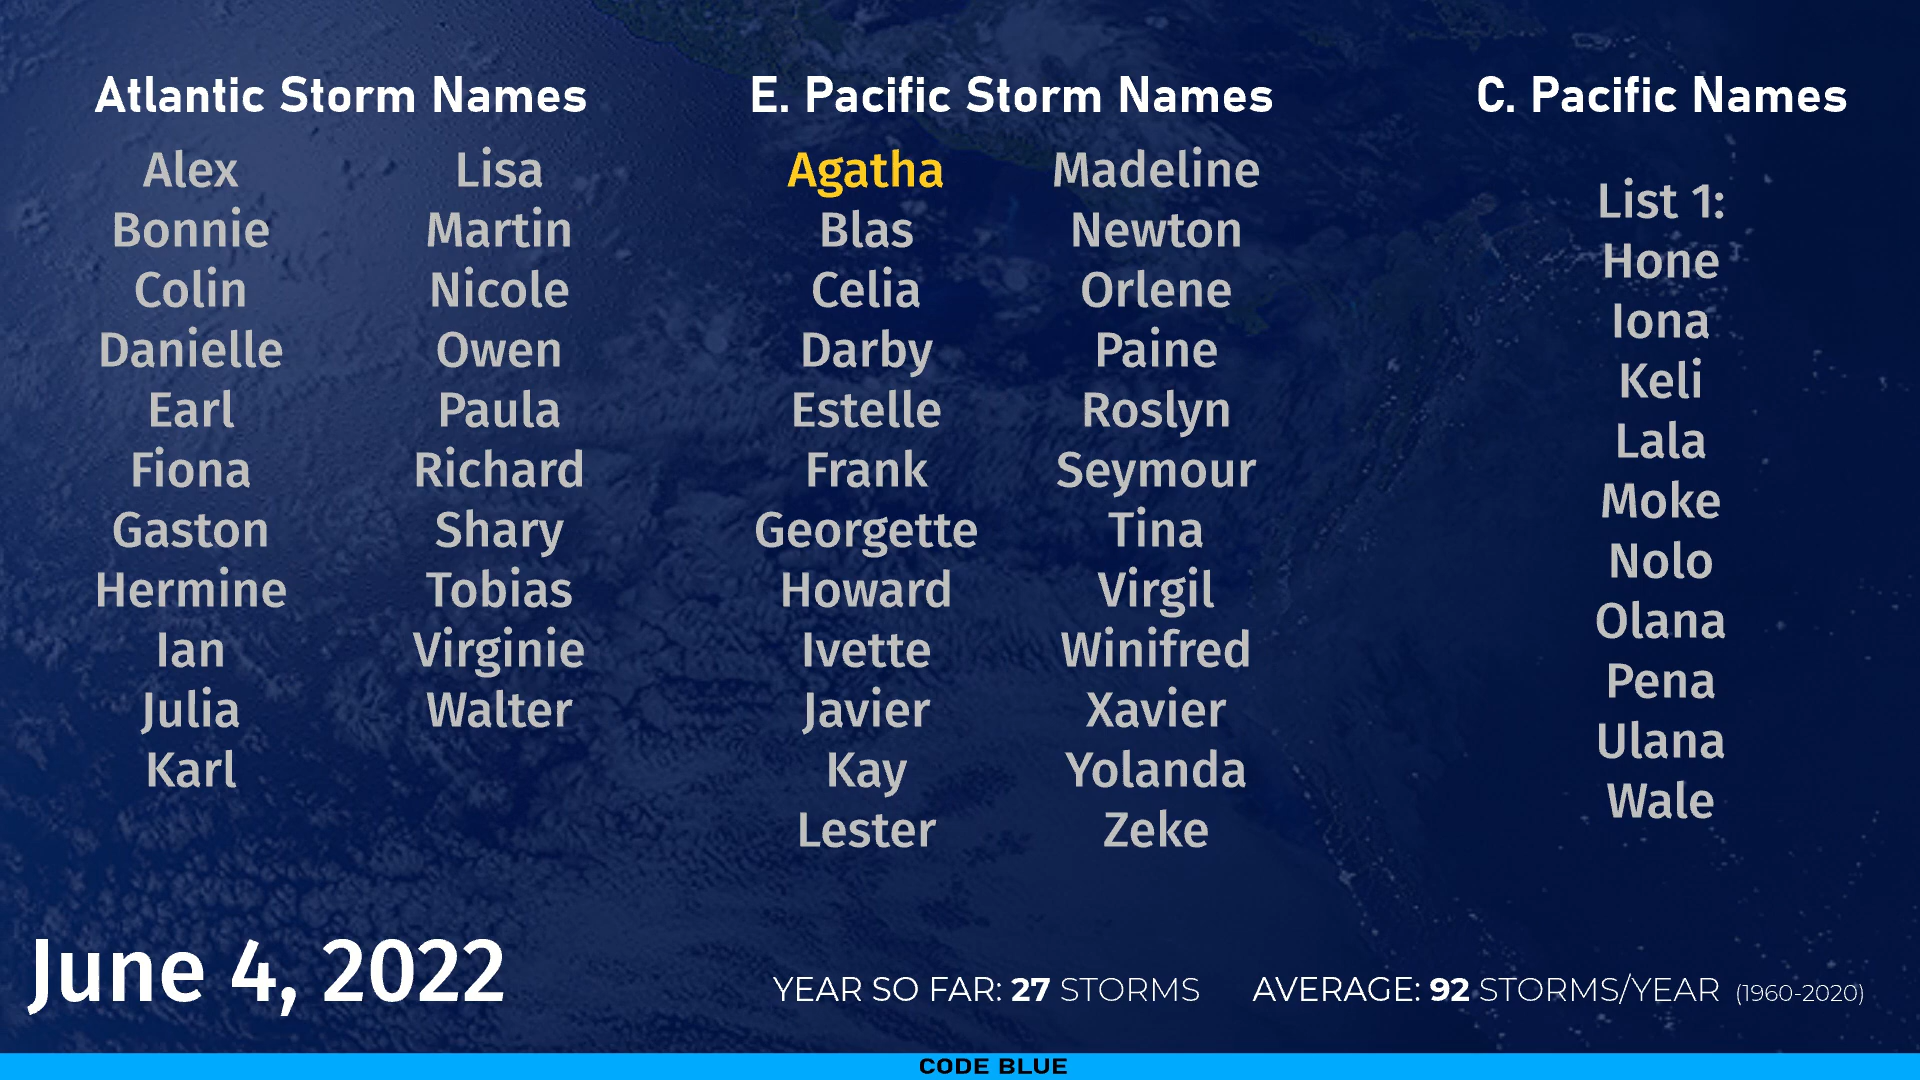 Atlantic Storm Names
Alex
Bonnie
Colin
Danielle
Earl
Fiona
Gaston
Hermine
Ian
Julia
Karl
Lisa
Martin
Nicole
Owen
Paula
Richard
Shary
Tobias
Virginie
Walter
E. Pacific Storm Names
Agatha
Blas
Celia
Darby
Estelle
Frank
Georgette
Howard
Ivette
Javier
Kay
Lester
Madeline
Newton
Orlene
Paine
Roslyn
Seymour
Tina
Virgil
Winifred
Xavier
Yolanda
Zeke
C. Pacific Names
List 1:
Hone
Iona
Keli
Lala
Moke
Nolo
Olana
Pena
Ulana
Wale
June 4, 2022
YEAR SO FAR: 27 STORMS
AVERAGE: 92 STORMS/YEAR (1960-2020)
CODE BLUE